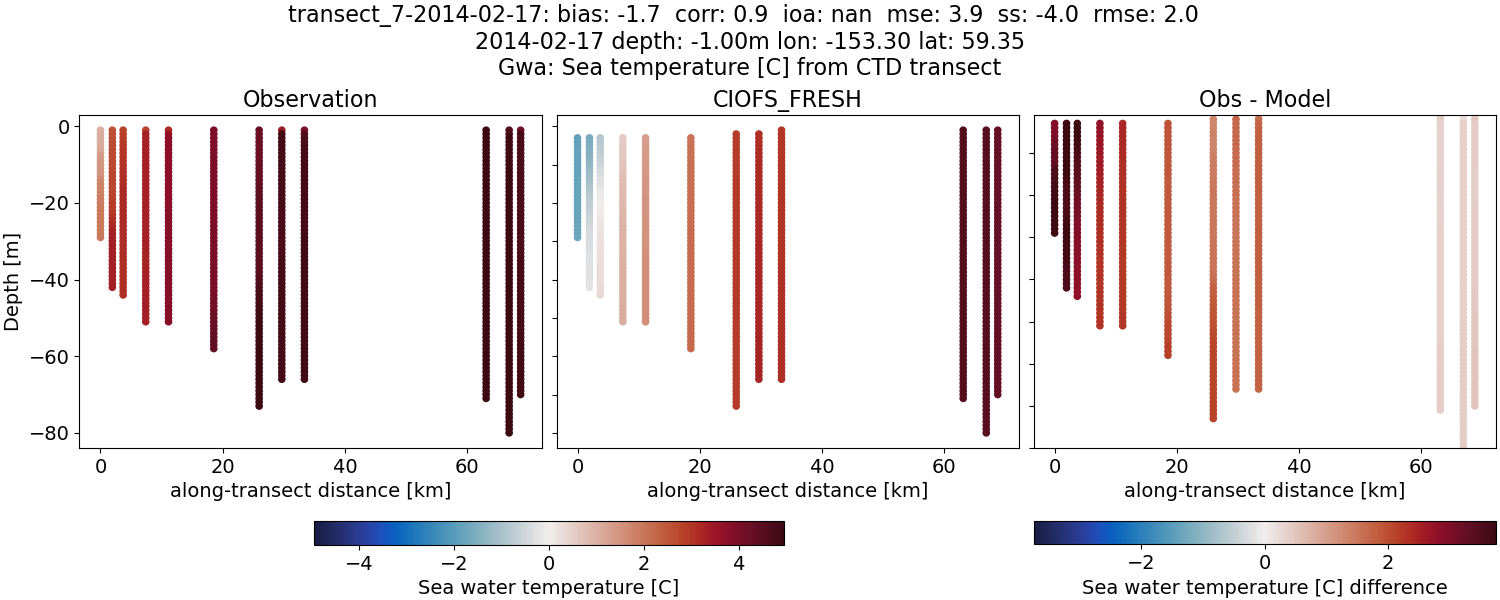 transect_7-2014-02-17: bias: -1.7  corr: 0.9  ioa: nan  mse: 3.9  ss: -4.0  rmse: 2.0
2014-02-17 depth: -1.00m lon: -153.30 lat: 59.35
Gwa: Sea temperature [C] from CTD transect
Observation
CIOFS_FRESH
Obs - Model
Depth [m]
0
−20
−40
−60
−80
0 20 40 60
0 20 40 60
0 20 40 60
along-transect distance [km]
along-transect distance [km]
along-transect distance [km]
−4 −2 0 2 4
Sea water temperature [C]
−2 0 2
Sea water temperature [C] difference